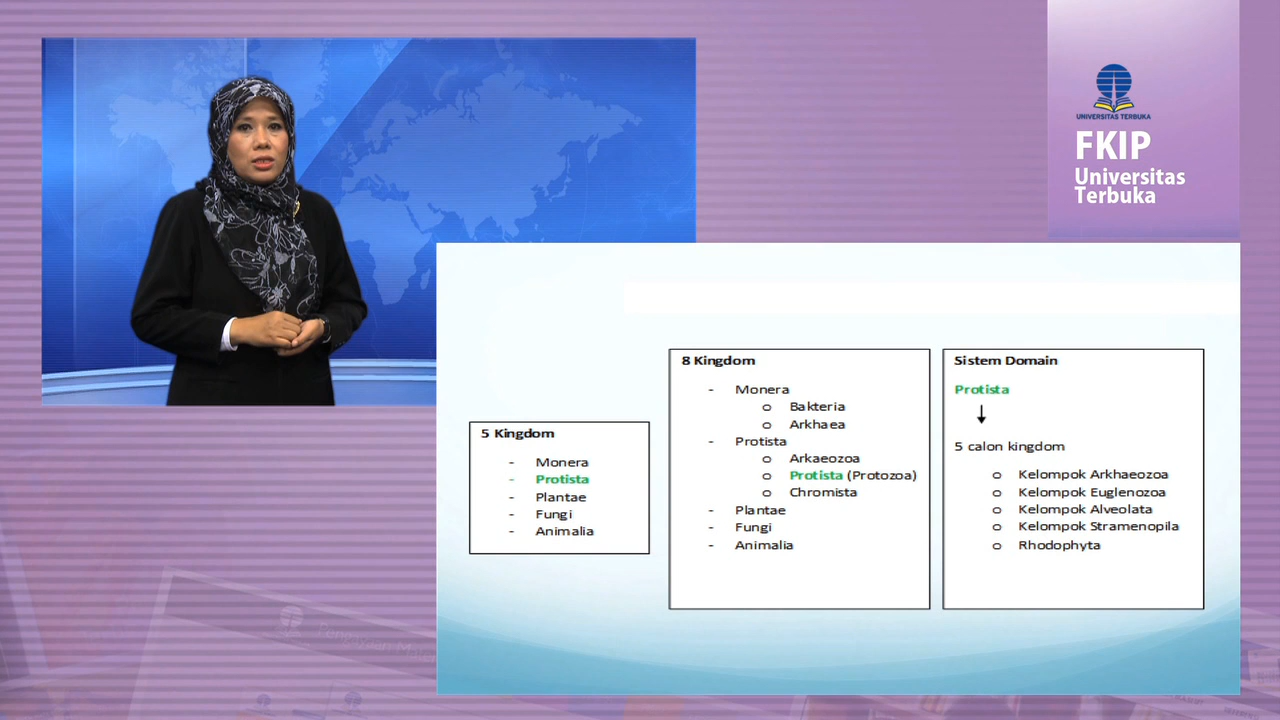 UNIVERSITAS TERBUKA
FKIP
Universitas
Terbuka
5 Kingdom
- Monera
- Protista
- Plantae
- Fungi
- Animalia
8 Kingdom
- Monera
o Bakteria
o Arkhaea
- Protista
o Arkaeozoa
o Protista (Protozoa)
o Chromista
- Plantae
- Fungi
- Animalia
Sistem Domain
Protista
5 calon kingdom
o Kelompok Arkhaezoa
o Kelompok Euglenozoa
o Kelompok Alveolata
o Kelompok Stramenopila
o Rhodophyta